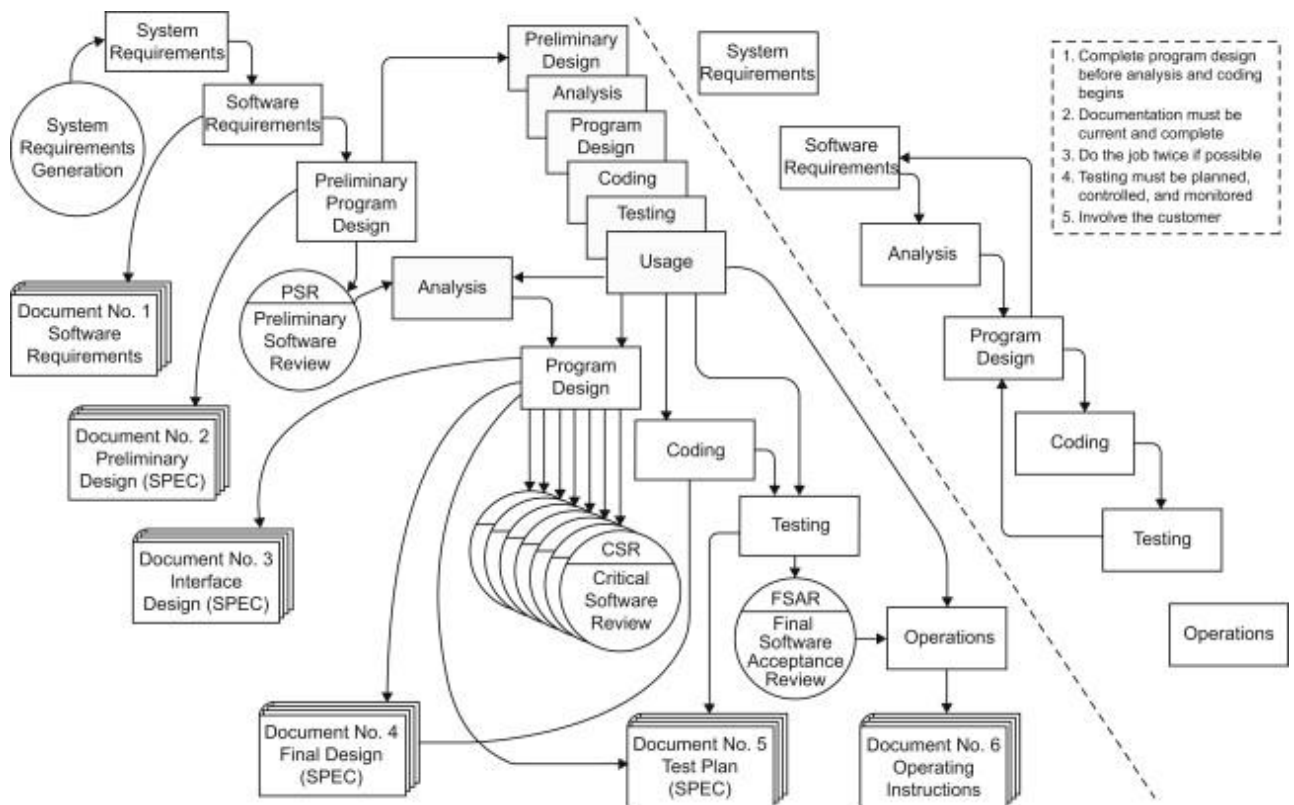 System
Requirements
System
Requirements
Generation
Software
Requirements
Preliminary
Program
Design
Document No. 1
Software
Requirements
PSR
Preliminary
Software
Review
Document No. 2
Preliminary
Design (SPEC)
Preliminary
Design
Analysis
Program
Design
Coding
Testing
Usage
Analysis
Program
Design
Document No. 3
Interface
Design (SPEC)
CSR
Critical
Software
Review
Coding
Testing
FSAR
Final
Software
Acceptance
Review
Operations
Document No. 4
Final Design
(SPEC)
Document No. 5
Test Plan
(SPEC)
Document No. 6
Operating
Instructions
System
Requirements
Software
Requirements
Analysis
Program
Design
Coding
Testing
Operations
1. Complete program design
before analysis and coding
begins
2. Documentation must be
current and complete
3. Do the job twice if possible
4. Testing must be planned,
controlled, and monitored
5. Involve the customer